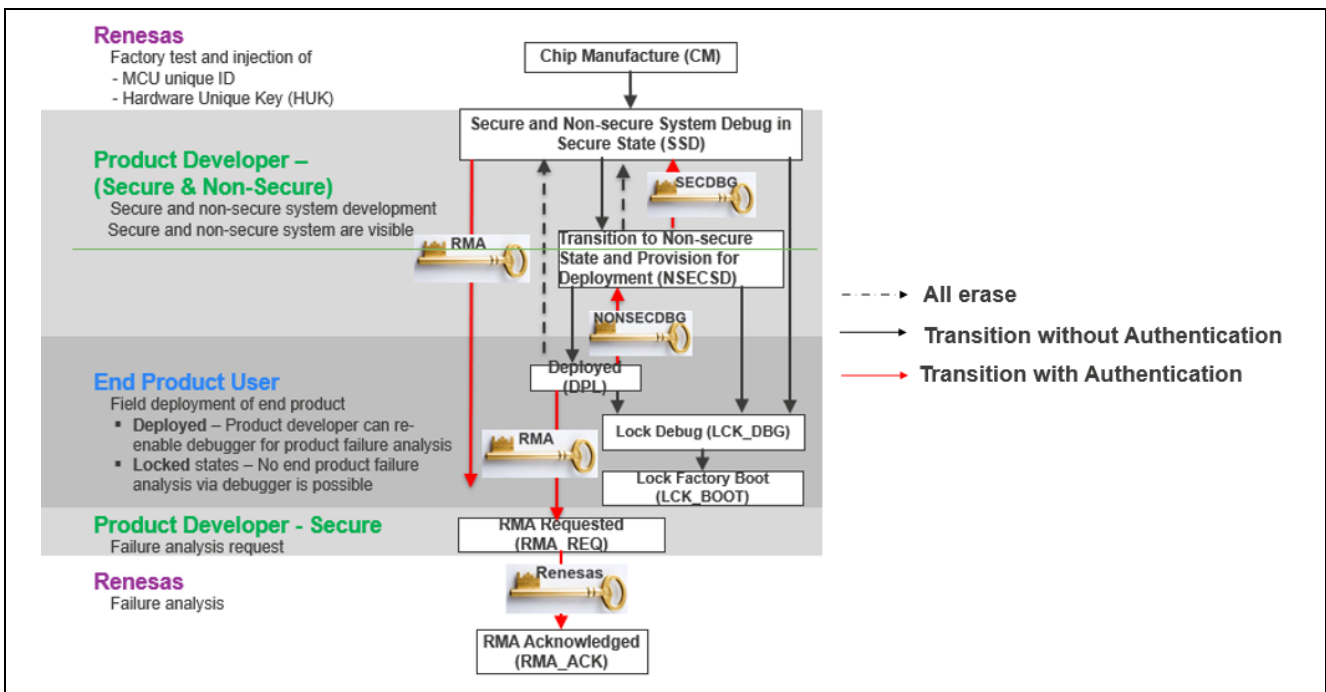 Renesas
Factory test and injection of
- MCU unique ID
- Hardware Unique Key (HUK)
Chip Manufacture (CM)
Secure and Non-secure System Debug in
Secure State (SSD)
Product Developer –
(Secure & Non-Secure)
Secure and non-secure system development
Secure and non-secure system are visible
SECDBG
RMA
Transition to Non-secure
State and Provision for
Deployment (NSECSD)
NONSECDBG
All erase
Transition without Authentication
Transition with Authentication
End Product User
Field deployment of end product
▪ Deployed – Product developer can re-
enable debugger for product failure analysis
▪ Locked states – No end product failure
analysis via debugger is possible
Deployed
(DPL)
RMA
Lock Debug (LCK_DBG)
Lock Factory Boot
(LCK_BOOT)
Product Developer - Secure
Failure analysis request
RMA Requested
(RMA_REQ)
Renesas
Failure analysis
Renesas
RMA Acknowledged
(RMA_ACK)